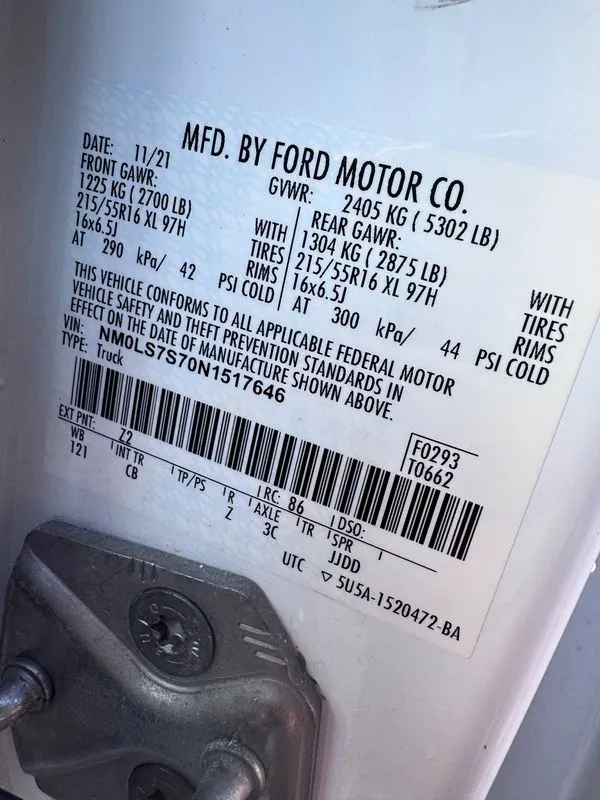 MFD. BY FORD MOTOR CO.
DATE: 11/21 GVWR: 2405 KG ( 5302 LB)
FRONT GAWR: REAR GAWR:
1225 KG ( 2700 LB) WITH 1304 KG ( 2875 LB) WITH
215/55R16 XL 97H TIRES 215/55R16 XL 97H TIRES
16x6.5J RIMS 16x6.5J RIMS
AT 290 kPa/ 42 PSI COLD AT 300 kPa/ 44 PSI COLD
THIS VEHICLE CONFORMS TO ALL APPLICABLE FEDERAL MOTOR
VEHICLE SAFETY AND THEFT PREVENTION STANDARDS IN
EFFECT ON THE DATE OF MANUFACTURE SHOWN ABOVE.
VIN: NM0LS7S70N1517646
TYPE: Truck
F0293
T0662
EXT PNT: Z2 RC: 86 DSO:
WB INT TR TP/PS R AXLE TR SPR
121 CB Z 3C JJDD
UTC ▽ 5U5A-1520472-BA